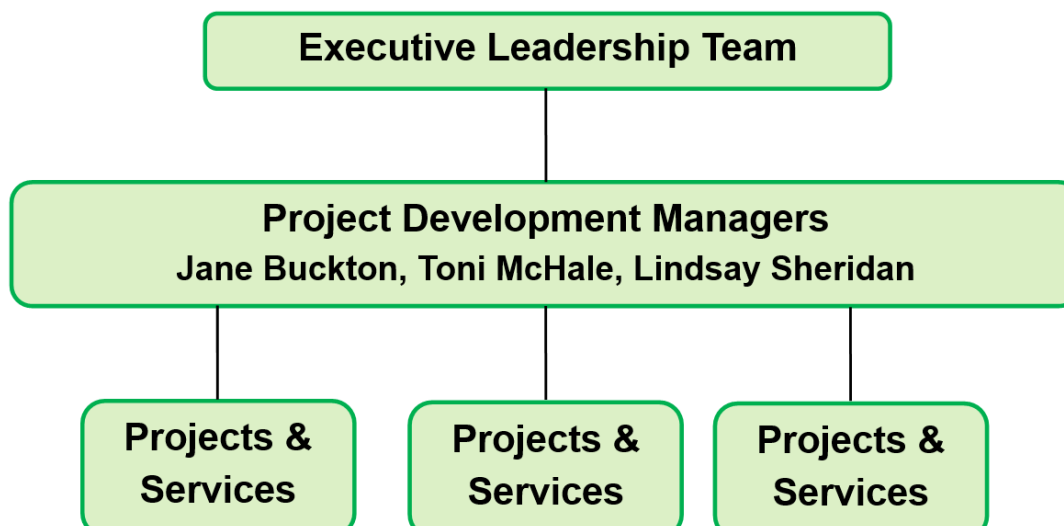 Executive Leadership Team
Project Development Managers
Jane Buckton, Toni McHale, Lindsay Sheridan
Projects &
Services
Projects &
Services
Projects &
Services